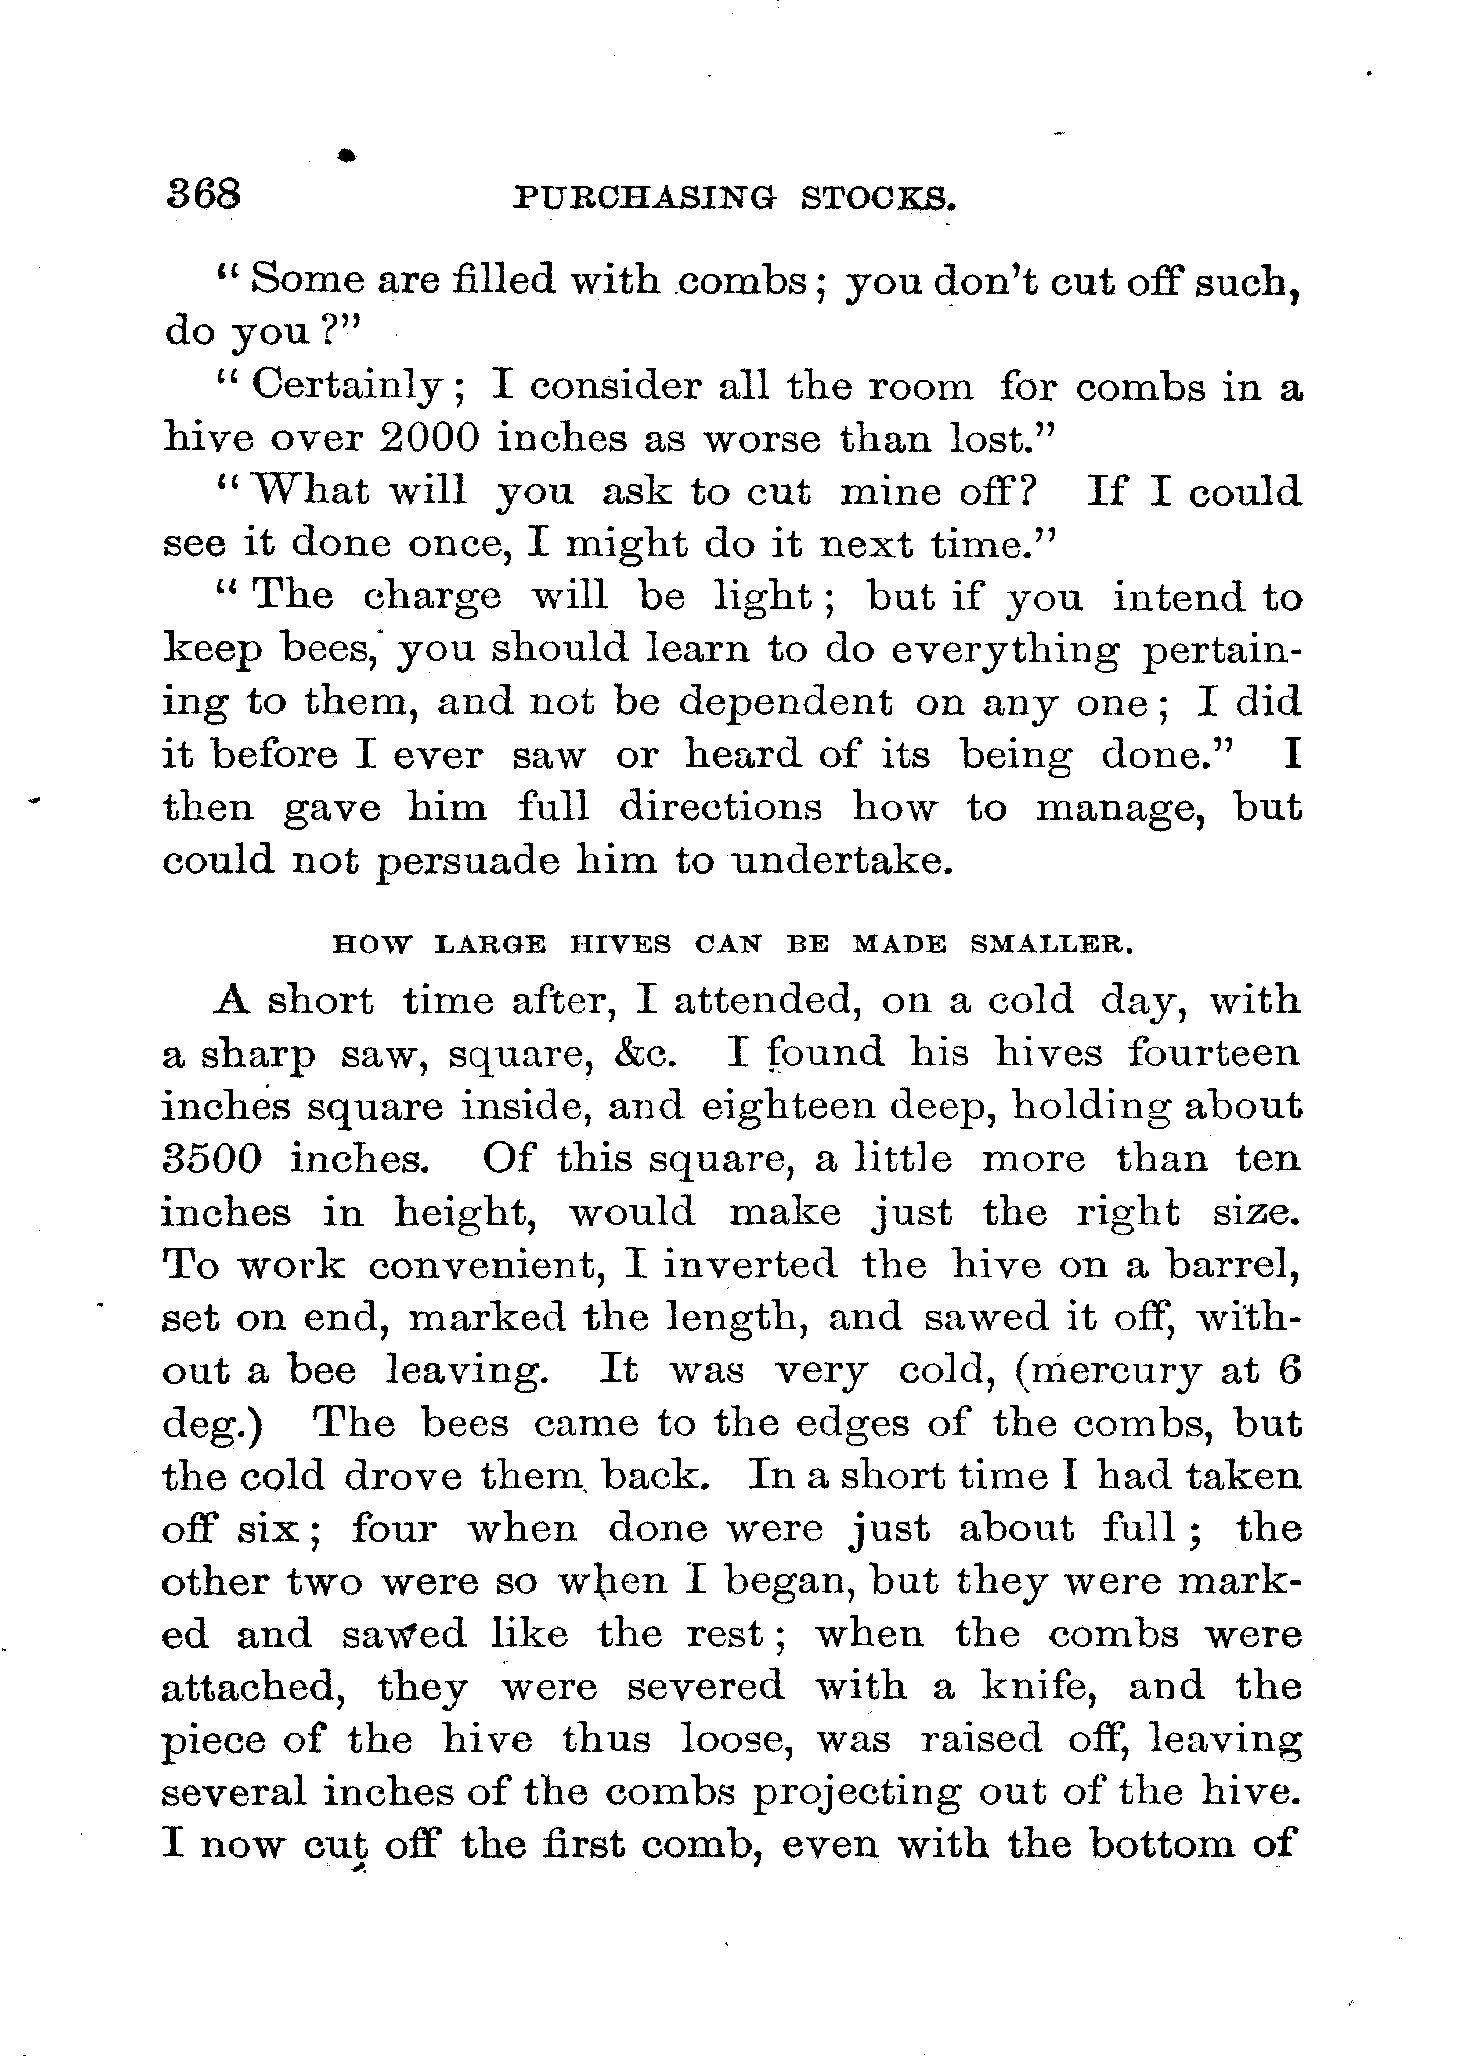 368 PURCHASING STOCKS.
“ Some are filled with combs ; you don’t cut off such,
do you ?”
“ Certainly ; I consider all the room for combs in a
hive over 2000 inches as worse than lost.”
“ What will you ask to cut mine off? If I could
see it done once, I might do it next time.”
“ The charge will be light ; but if you intend to
keep bees, you should learn to do everything pertain-
ing to them, and not be dependent on any one ; I did
it before I ever saw or heard of its being done.” I
then gave him full directions how to manage, but
could not persuade him to undertake.
HOW LARGE HIVES CAN BE MADE SMALLER.
A short time after, I attended, on a cold day, with
a sharp saw, square, &c. I found his hives fourteen
inches square inside, and eighteen deep, holding about
3500 inches. Of this square, a little more than ten
inches in height, would make just the right size.
To work convenient, I inverted the hive on a barrel,
set on end, marked the length, and sawed it off, with-
out a bee leaving. It was very cold, (mercury at 6
deg.) The bees came to the edges of the combs, but
the cold drove them back. In a short time I had taken
off six ; four when done were just about full ; the
other two were so when I began, but they were mark-
ed and sawed like the rest ; when the combs were
attached, they were severed with a knife, and the
piece of the hive thus loose, was raised off, leaving
several inches of the combs projecting out of the hive.
I now cut off the first comb, even with the bottom of